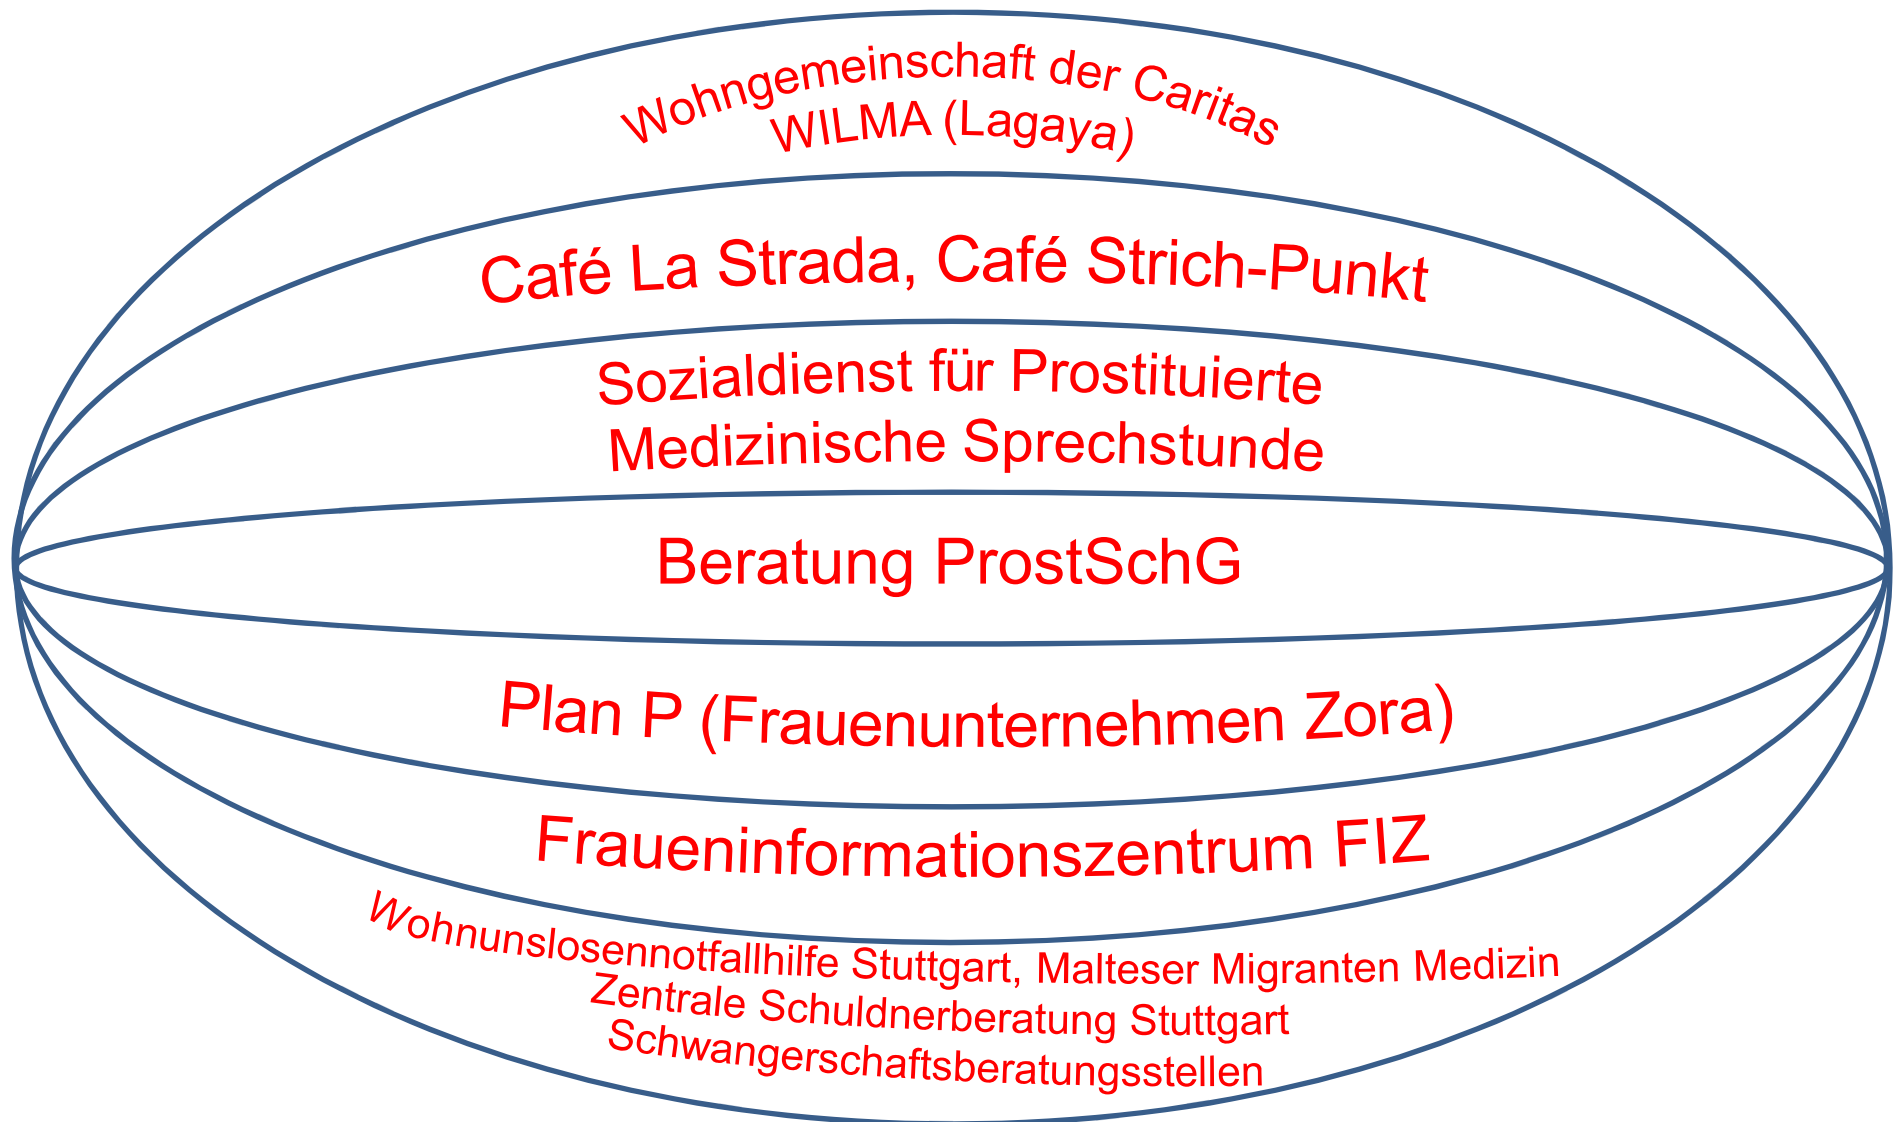 Wohngemeinschaft der Caritas
WILMA (Lagaya)
Café La Strada, Café Strich-Punkt
Sozialdienst für Prostituierte
Medizinische Sprechstunde
Beratung ProstSchG
Plan P (Frauenunternehmen Zora)
Fraueninformationszentrum FIZ
Wohnunslosennotfallhilfe Stuttgart, Malteser Migranten Medizin
Zentrale Schuldnerberatung Stuttgart
Schwangerschaftsberatungsstellen